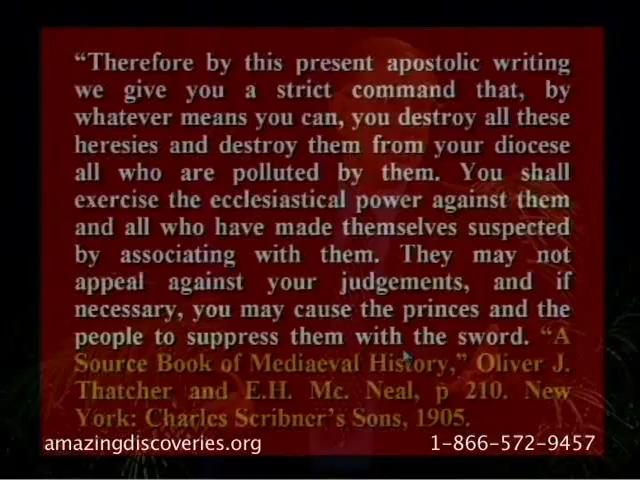 “Therefore by this present apostolic writing
we give you a strict command that, by
whatever means you can, you destroy all these
heresies and destroy them from your diocese
all who are polluted by them. You shall
exercise the ecclesiastical power against them
and all who have made themselves suspected
by associating with them. They may not
appeal against your judgements, and if
necessary, you may cause the princes and the
people to suppress them with the sword. “A
Source Book of Mediaeval History,” Oliver J.
Thatcher, and E.H. Mc. Neal, p 210. New
York: Charles Scribner’s Sons, 1905.
amazingdiscoveries.org 1-866-572-9457